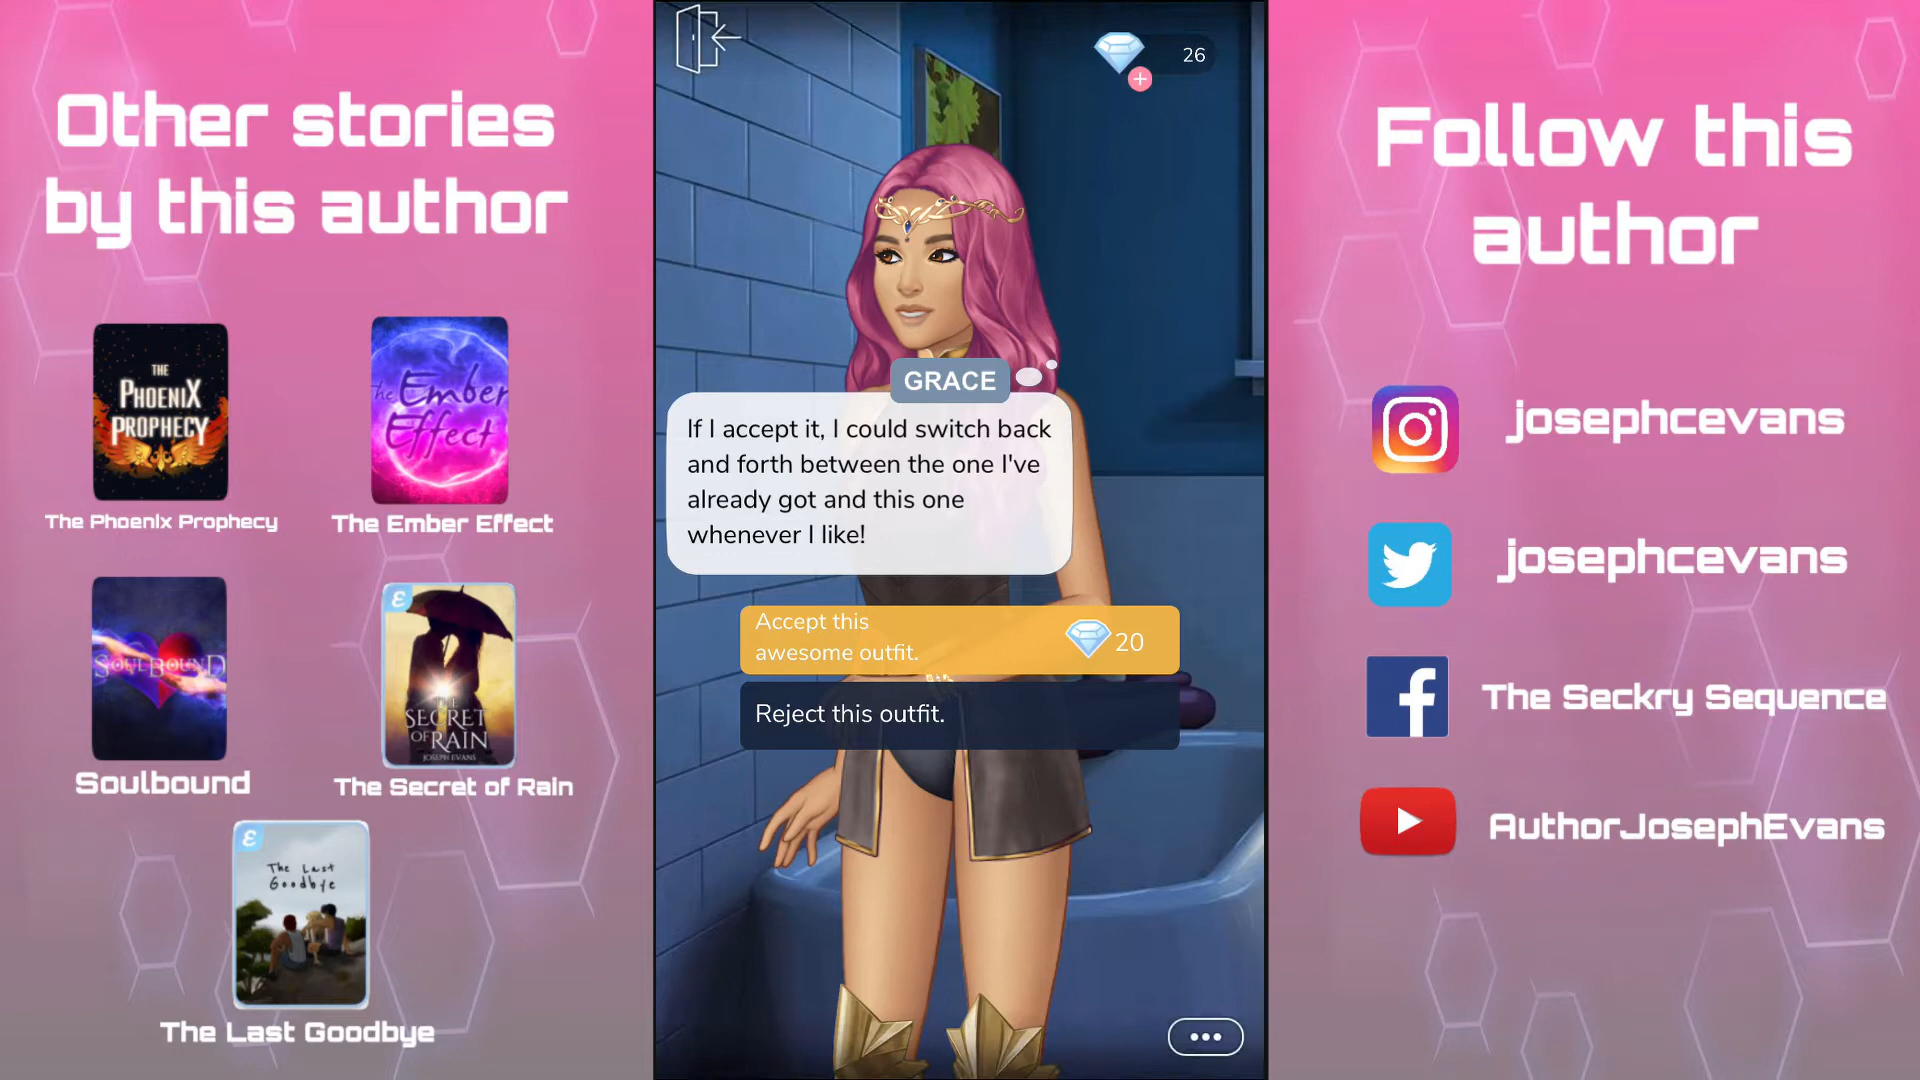 Other stories
by this author
THE
PHOENIX
PROPHECY
The Phoenix Prophecy
The Ember
Effect
The Ember Effect
SOULBOUND
Soulbound
ε
THE
SECRET
OF RAIN
JOSEPH EVANS
The Secret of Rain
ε
The Last
Goodbye
The Last Goodbye
26
GRACE
If I accept it, I could switch back
and forth between the one I've
already got and this one
whenever I like!
Accept this
awesome outfit.
20
Reject this outfit.
Follow this
author
josephcevans
josephcevans
f
The Seckry Sequence
AuthorJosephEvans